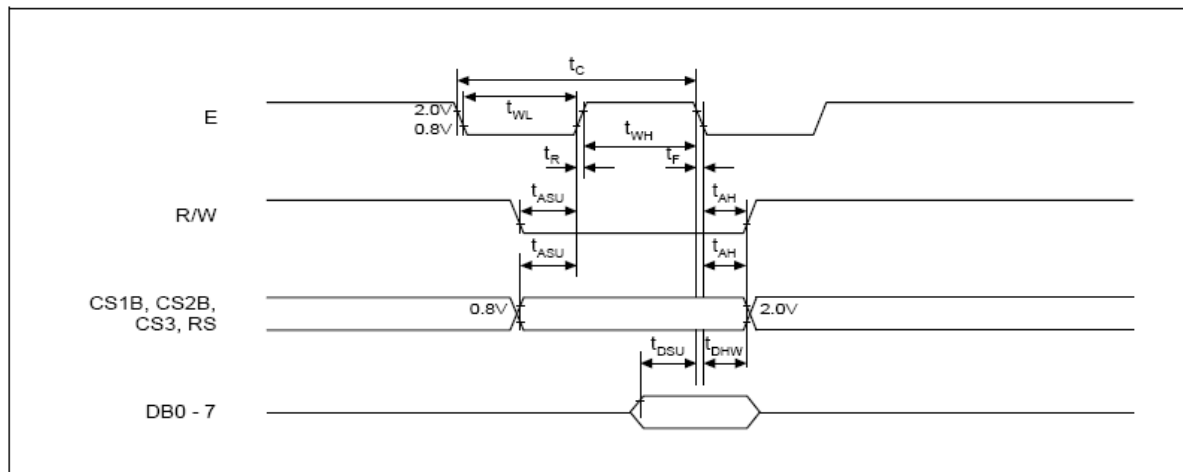 t_C
E
2.0V
t_WL
0.8V
t_WH
t_R
t_F
t_ASU
t_AH
R/W
t_ASU
t_AH
CS1B, CS2B,
CS3, RS
0.8V
2.0V
t_DSU
t_DHW
DB0 - 7